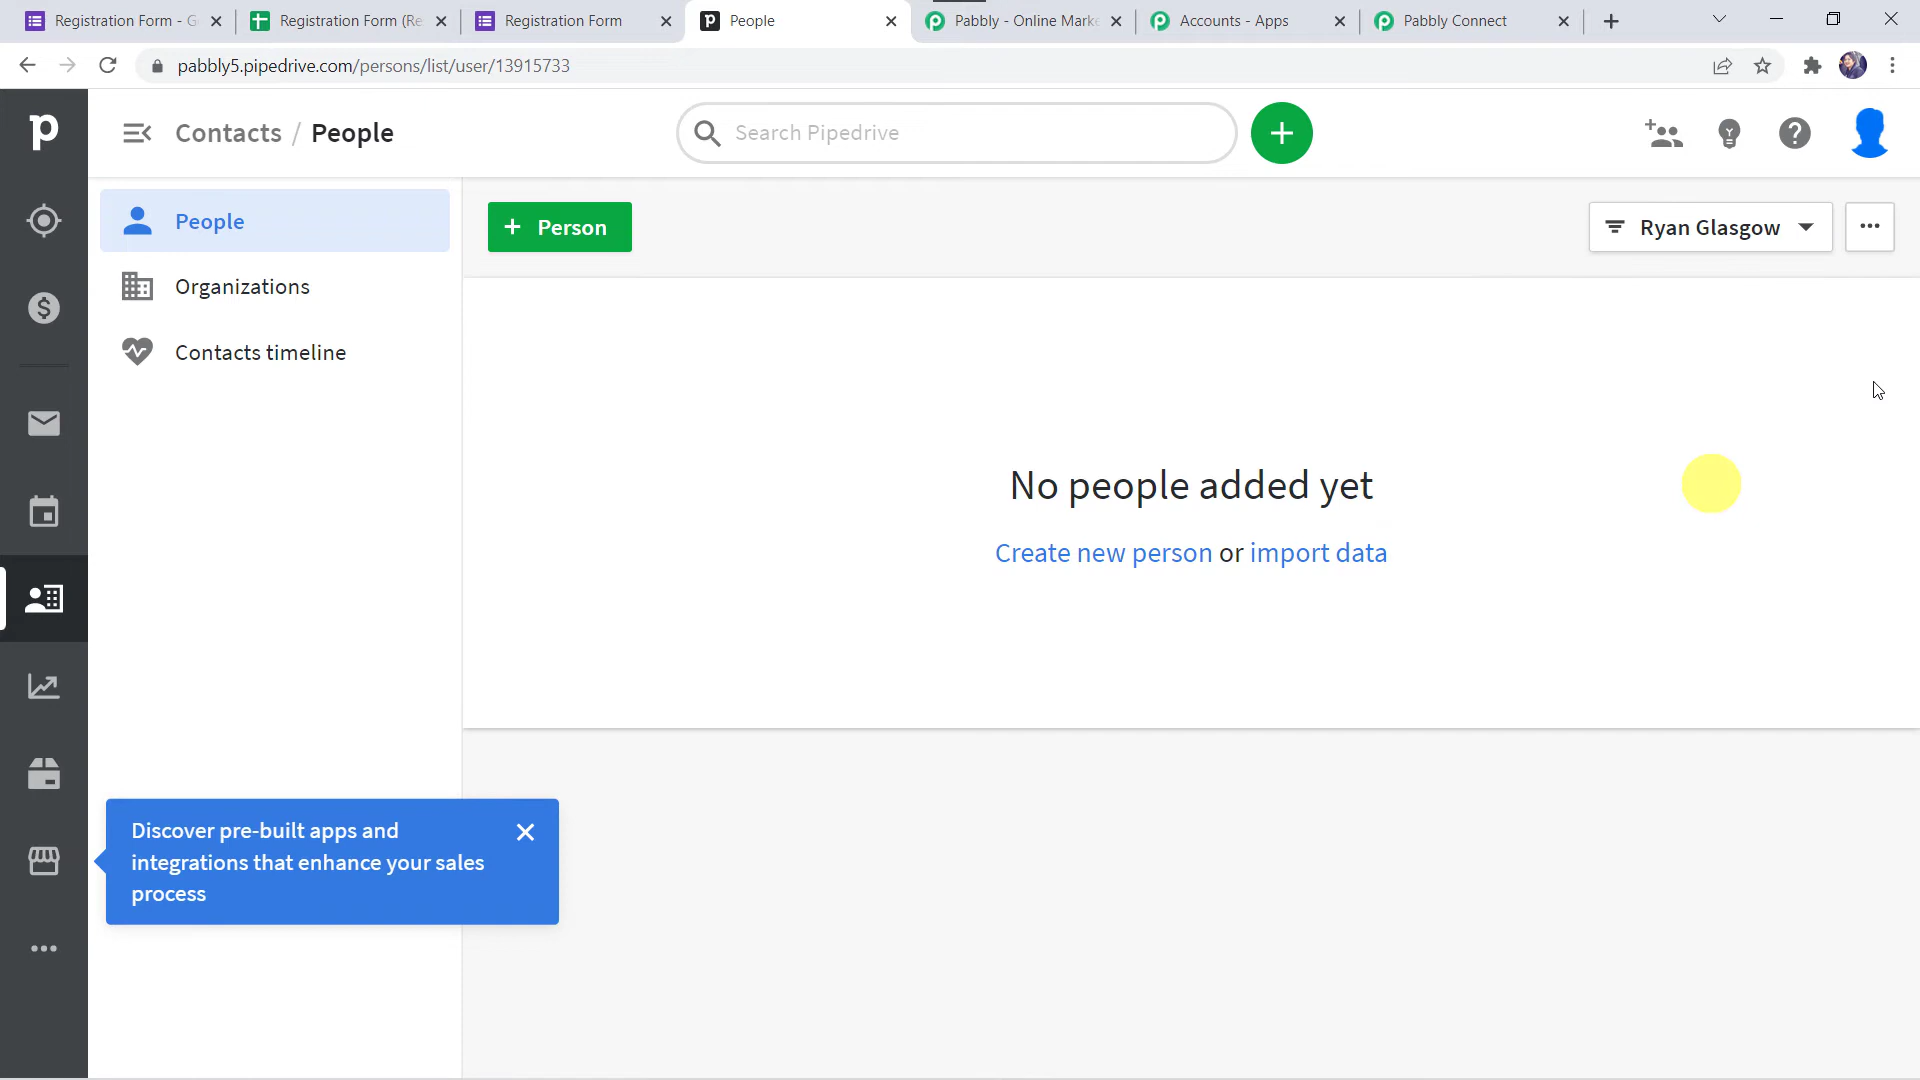 Registration Form - G
Registration Form (Re
Registration Form
People
Pabbly - Online Marke
Accounts - Apps
Pabbly Connect
pabbly5.pipedrive.com/persons/list/user/13915733
Contacts / People
Search Pipedrive
People
Organizations
Contacts timeline
+ Person
Ryan Glasgow
No people added yet
Create new person or import data
Discover pre-built apps and
integrations that enhance your sales
process